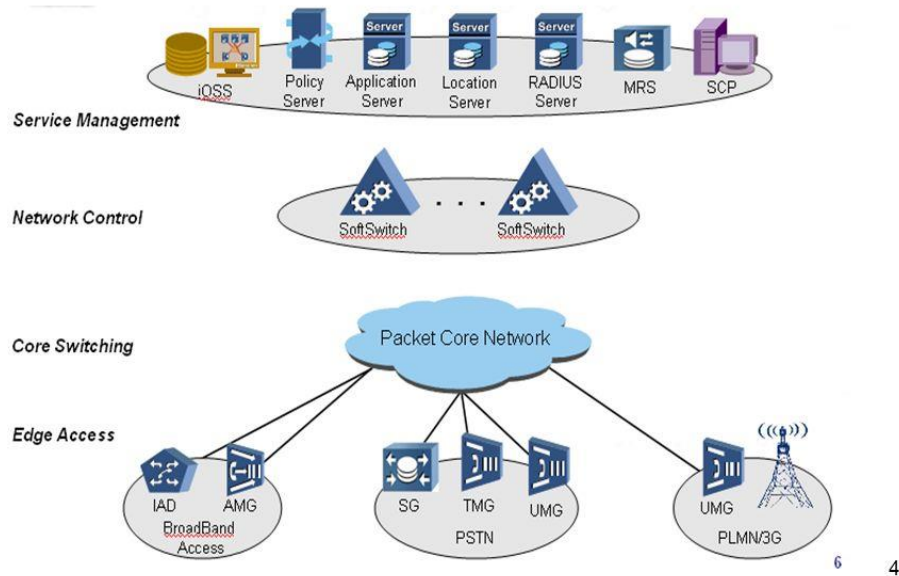 Server
Server
Server
iOSS
Policy
Server
Application
Server
Location
Server
RADIUS
Server
MRS
SCP
Service Management
Network Control
SoftSwitch
. . .
SoftSwitch
Core Switching
Packet Core Network
Edge Access
IAD
AMG
BroadBand
Access
SG
TMG
UMG
PSTN
UMG
PLMN/3G
6
4